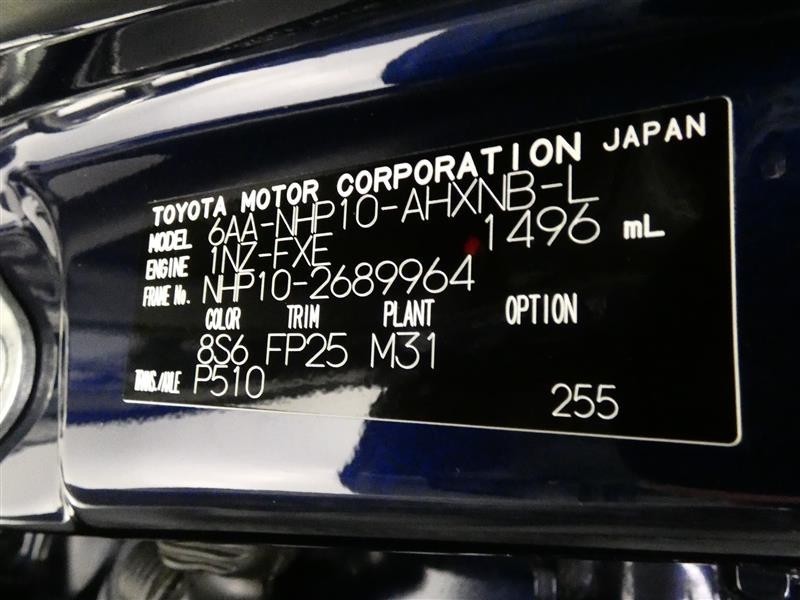 TOYOTA MOTOR CORPORATION JAPAN
MODEL 6AA-NHP10-AHXNB-L
ENGINE 1NZ-FXE 1496 mL
FRAME No. NHP10-2689964
COLOR TRIM PLANT OPTION
8S6 FP25 M31
TRANS./AXLE P510
255